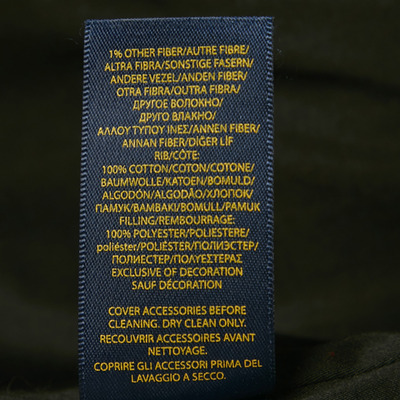 1% OTHER FIBER/AUTRE FIBRE/
ALTRA FIBRA/SONSTIGE FASERN/
ANDERE VEZEL/ANDEN FIBER/
OTRA FIBRA/OUTRA FIBRA/
ДРУГОЕ ВОЛОКНО/
ДРУГО ВЛАКНО/
ΑΛΛΟΥ ΤΥΠΟΥ ΙΝΕΣ/ANNEN FIBER/
ANNAN FIBER/DİĞER LİF
RIB/CÔTE:
100% COTTON/COTON/COTONE/
BAUMWOLLE/KATOEN/BOMULD/
ALGODÓN/ALGODÃO/ХЛОПОК/
ПАМУК/ΒΑΜΒΑΚΙ/BOMULL/PAMUK
FILLING/REMBOURRAGE:
100% POLYESTER/POLIESTERE/
poliéster/POLIÉSTER/ПОЛИЭСТЕР/
ПОЛИЕСТЕР/ΠΟΛΥΕΣΤΕΡΑΣ
EXCLUSIVE OF DECORATION
SAUF DÉCORATION
COVER ACCESSORIES BEFORE
CLEANING. DRY CLEAN ONLY.
RECOUVRIR ACCESSOIRES AVANT
NETTOYAGE.
COPRIRE GLI ACCESSORI PRIMA DEL
LAVAGGIO A SECCO.